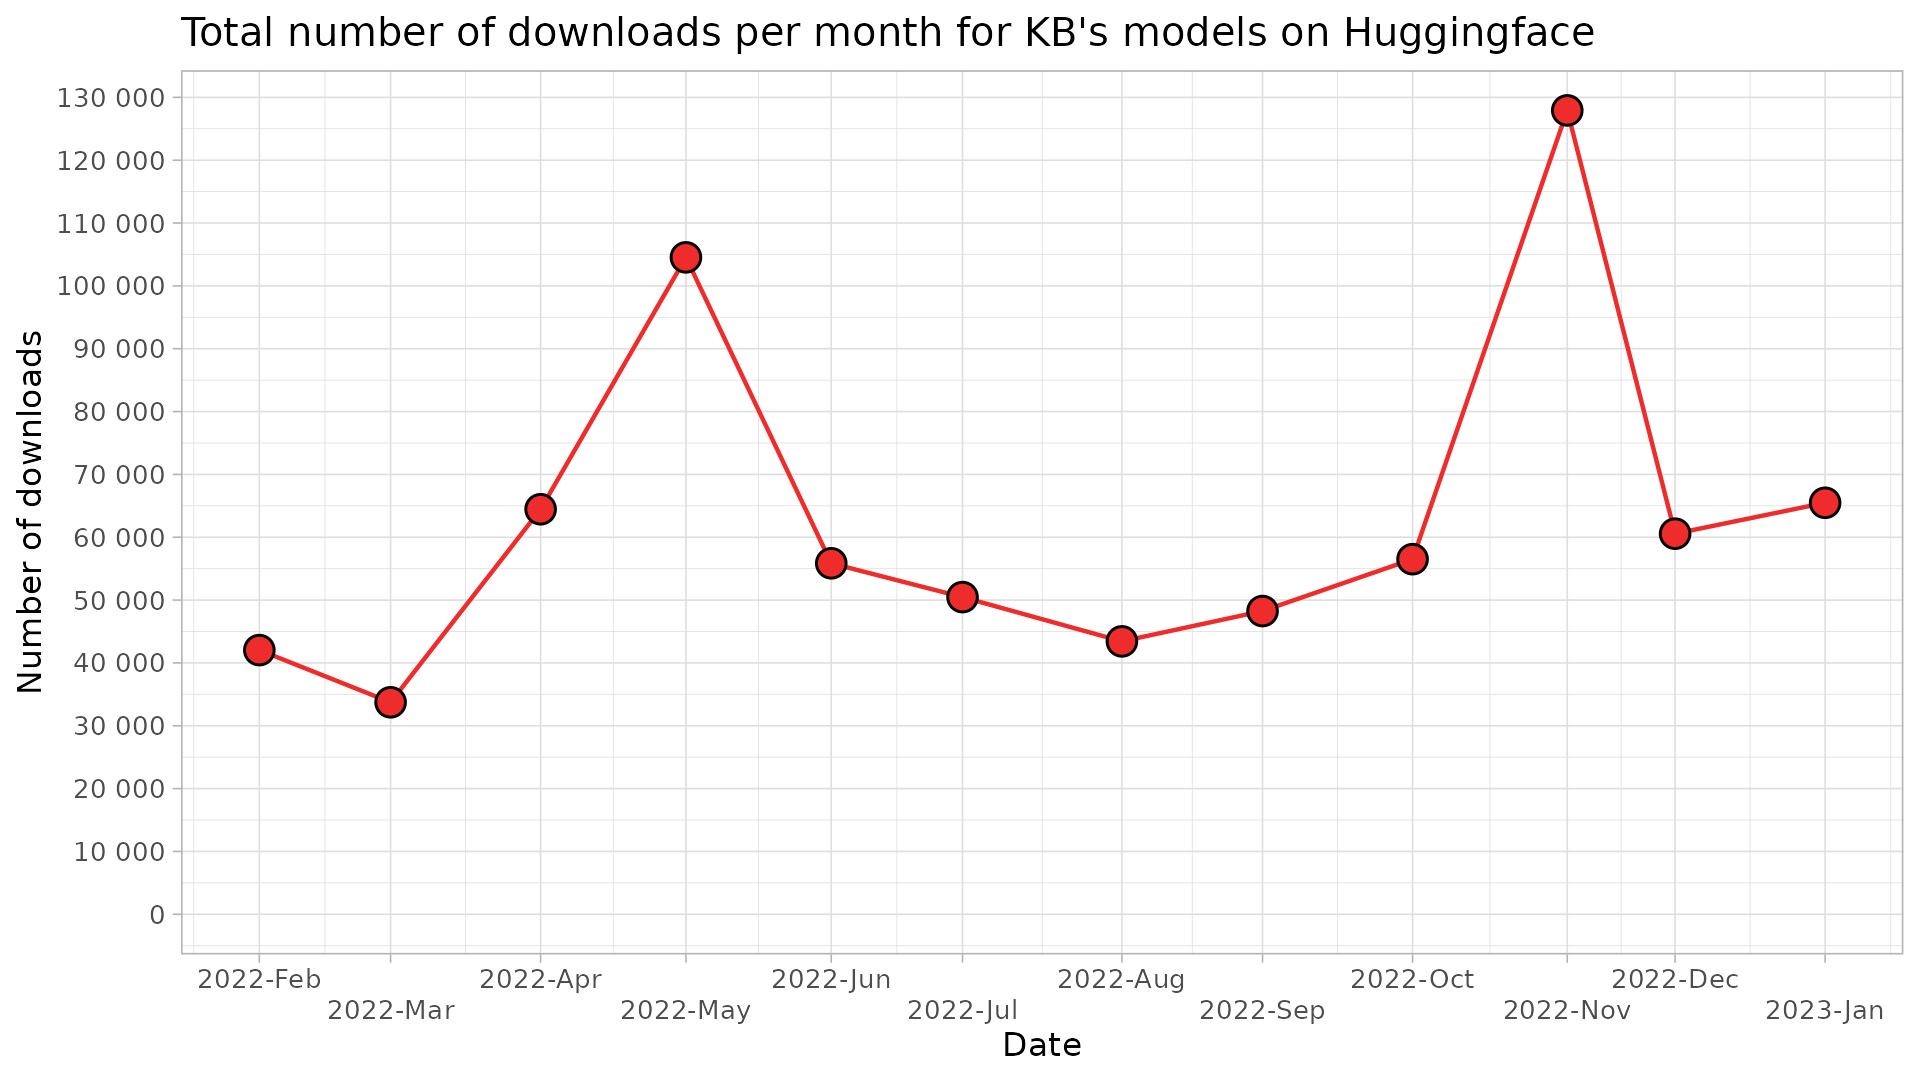 Total number of downloads per month for KB's models on Huggingface
Number of downloads
130 000
120 000
110 000
100 000
90 000
80 000
70 000
60 000
50 000
40 000
30 000
20 000
10 000
0
2022-Feb
2022-Mar
2022-Apr
2022-May
2022-Jun
2022-Jul
2022-Aug
2022-Sep
2022-Oct
2022-Nov
2022-Dec
2023-Jan
Date